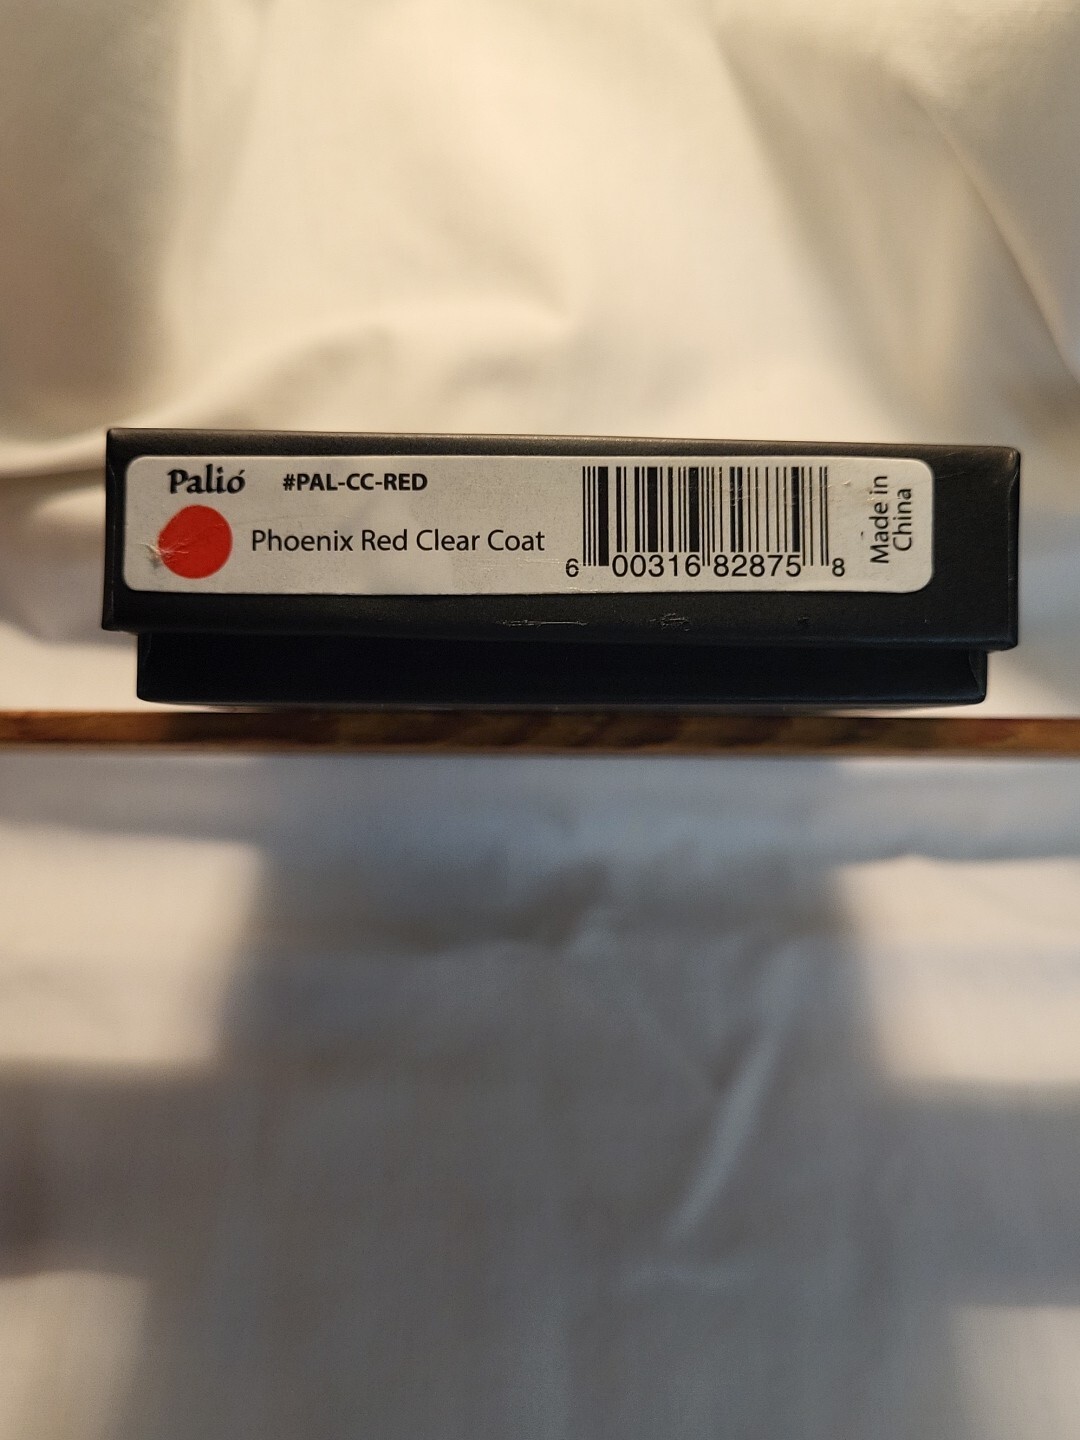 Palió #PAL-CC-RED
Phoenix Red Clear Coat
6 00316 82875 8
Made in
China